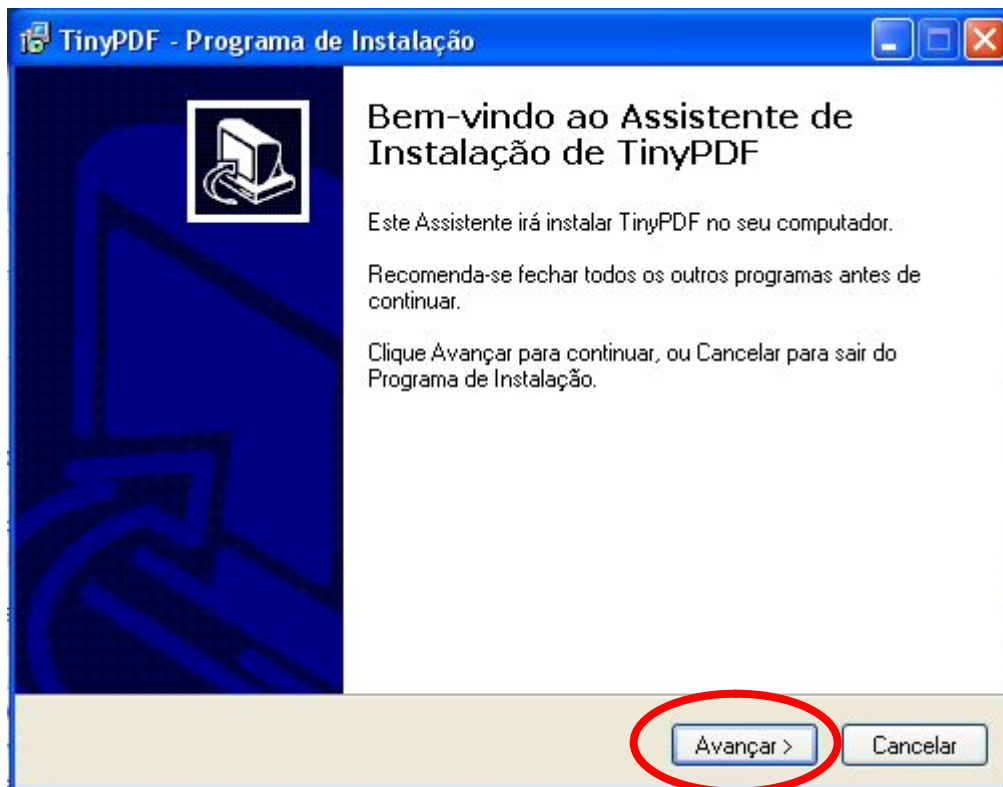 TinyPDF - Programa de Instalação
Bem-vindo ao Assistente de
Instalação de TinyPDF
Este Assistente irá instalar TinyPDF no seu computador.
Recomenda-se fechar todos os outros programas antes de
continuar.
Clique Avançar para continuar, ou Cancelar para sair do
Programa de Instalação.
Avançar >
Cancelar